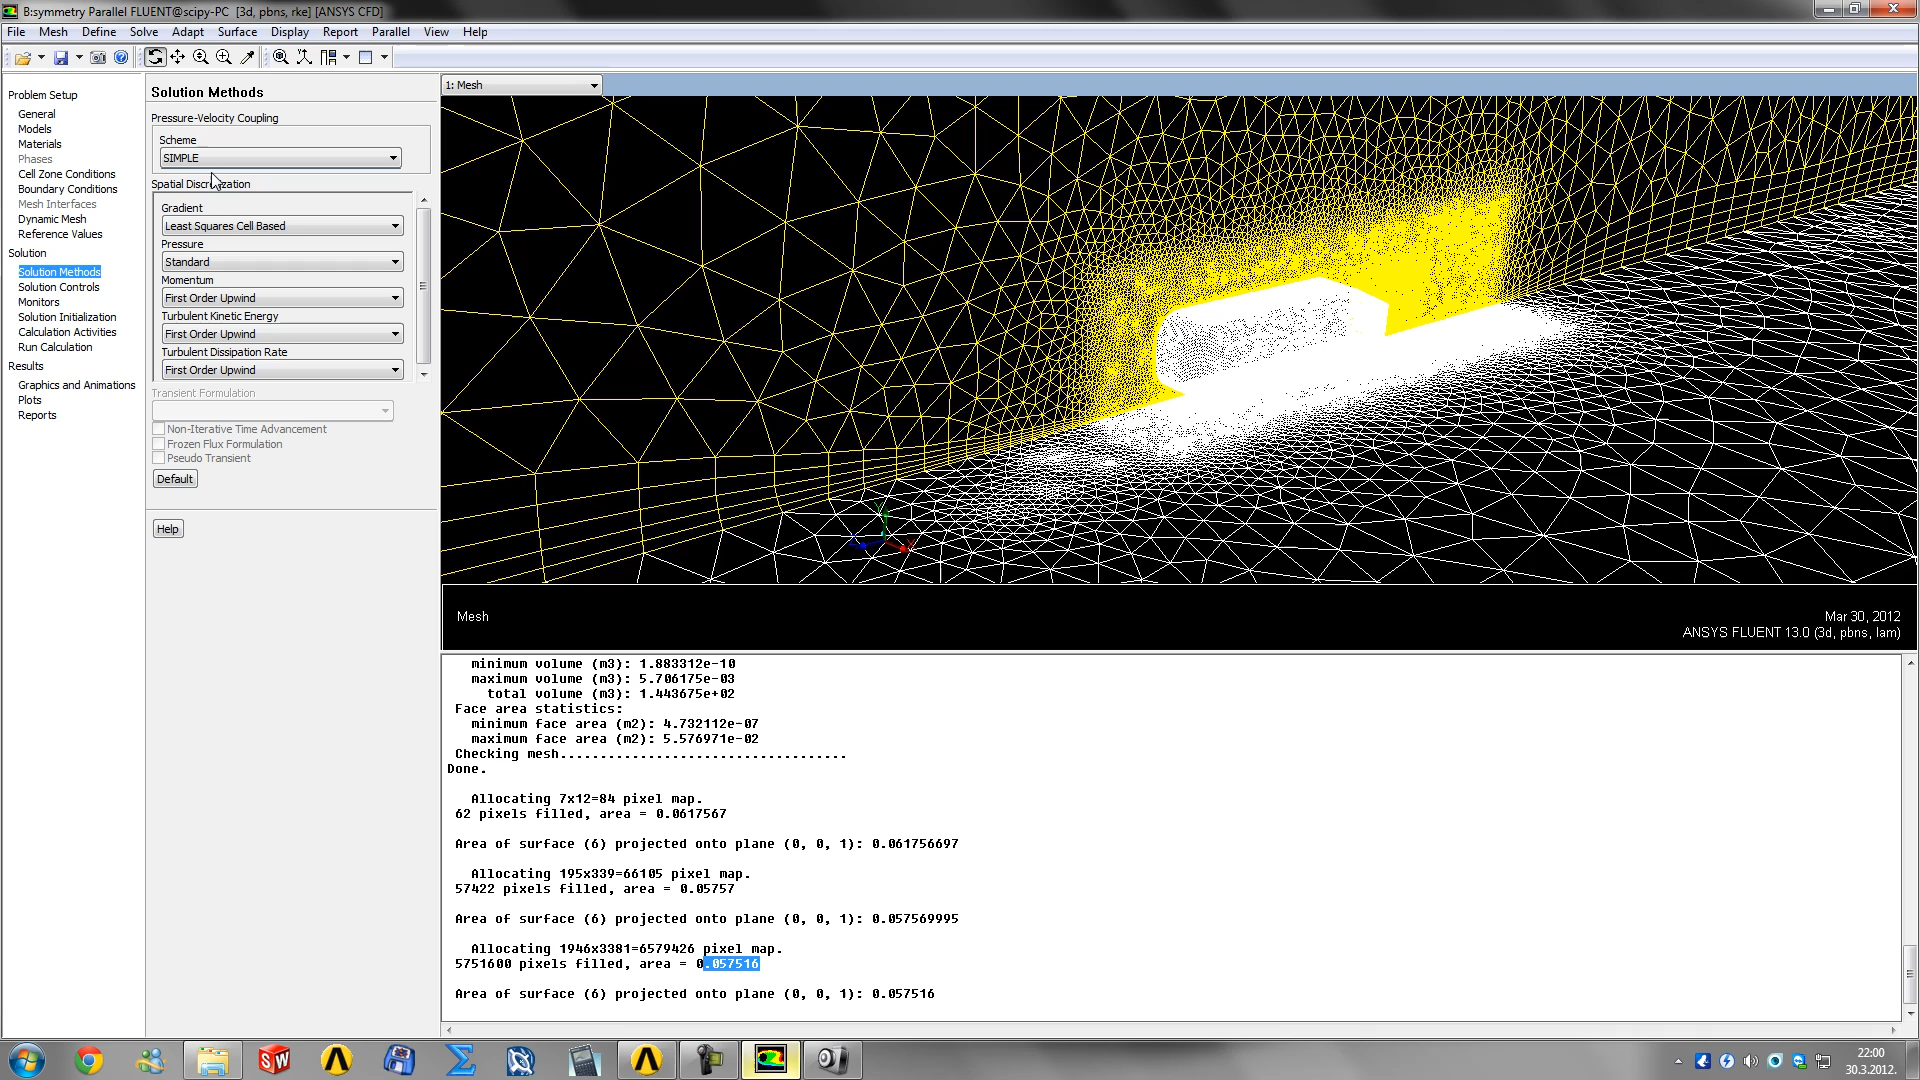 B:symmetry Parallel FLUENT@scipy-PC [3d, pbns, rke] [ANSYS CFD]
File Mesh Define Solve Adapt Surface Display Report Parallel View Help
Problem Setup
General
Models
Materials
Phases
Cell Zone Conditions
Boundary Conditions
Mesh Interfaces
Dynamic Mesh
Reference Values
Solution
Solution Methods
Solution Controls
Monitors
Solution Initialization
Calculation Activities
Run Calculation
Results
Graphics and Animations
Plots
Reports
Solution Methods
Pressure-Velocity Coupling
Scheme
SIMPLE
Spatial Discretization
Gradient
Least Squares Cell Based
Pressure
Standard
Momentum
First Order Upwind
Turbulent Kinetic Energy
First Order Upwind
Turbulent Dissipation Rate
First Order Upwind
Transient Formulation
Non-Iterative Time Advancement
Frozen Flux Formulation
Pseudo Transient
Default
Help
1: Mesh
Y
X
Mesh
Mar 30, 2012
ANSYS FLUENT 13.0 (3d, pbns, lam)
minimum volume (m3): 1.883312e-10
maximum volume (m3): 5.706175e-03
total volume (m3): 1.443675e+02
Face area statistics:
minimum face area (m2): 4.732112e-07
maximum face area (m2): 5.576971e-02
Checking mesh....................................
Done.
Allocating 7x12=84 pixel map.
62 pixels filled, area = 0.0617567
Area of surface (6) projected onto plane (0, 0, 1): 0.061756697
Allocating 195x339=66105 pixel map.
57422 pixels filled, area = 0.05757
Area of surface (6) projected onto plane (0, 0, 1): 0.057569995
Allocating 1946x3381=6579426 pixel map.
5751600 pixels filled, area = 0.057516
Area of surface (6) projected onto plane (0, 0, 1): 0.057516
SW
22:00
30.3.2012.